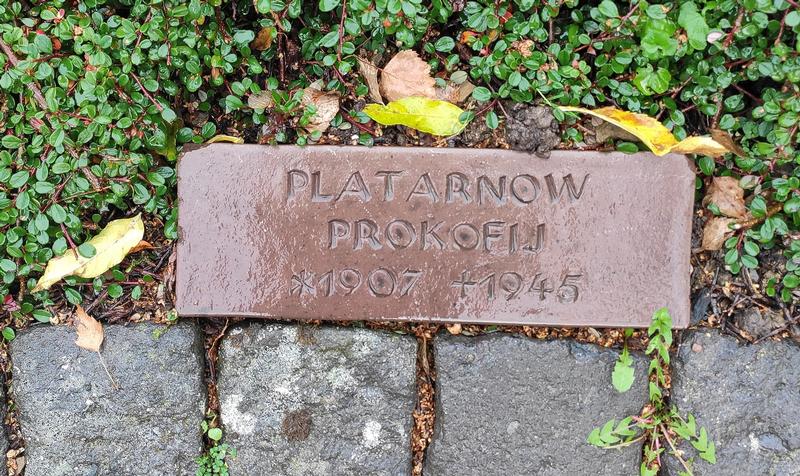 PLATARNOW
PROKOFIJ
*1907 +1945